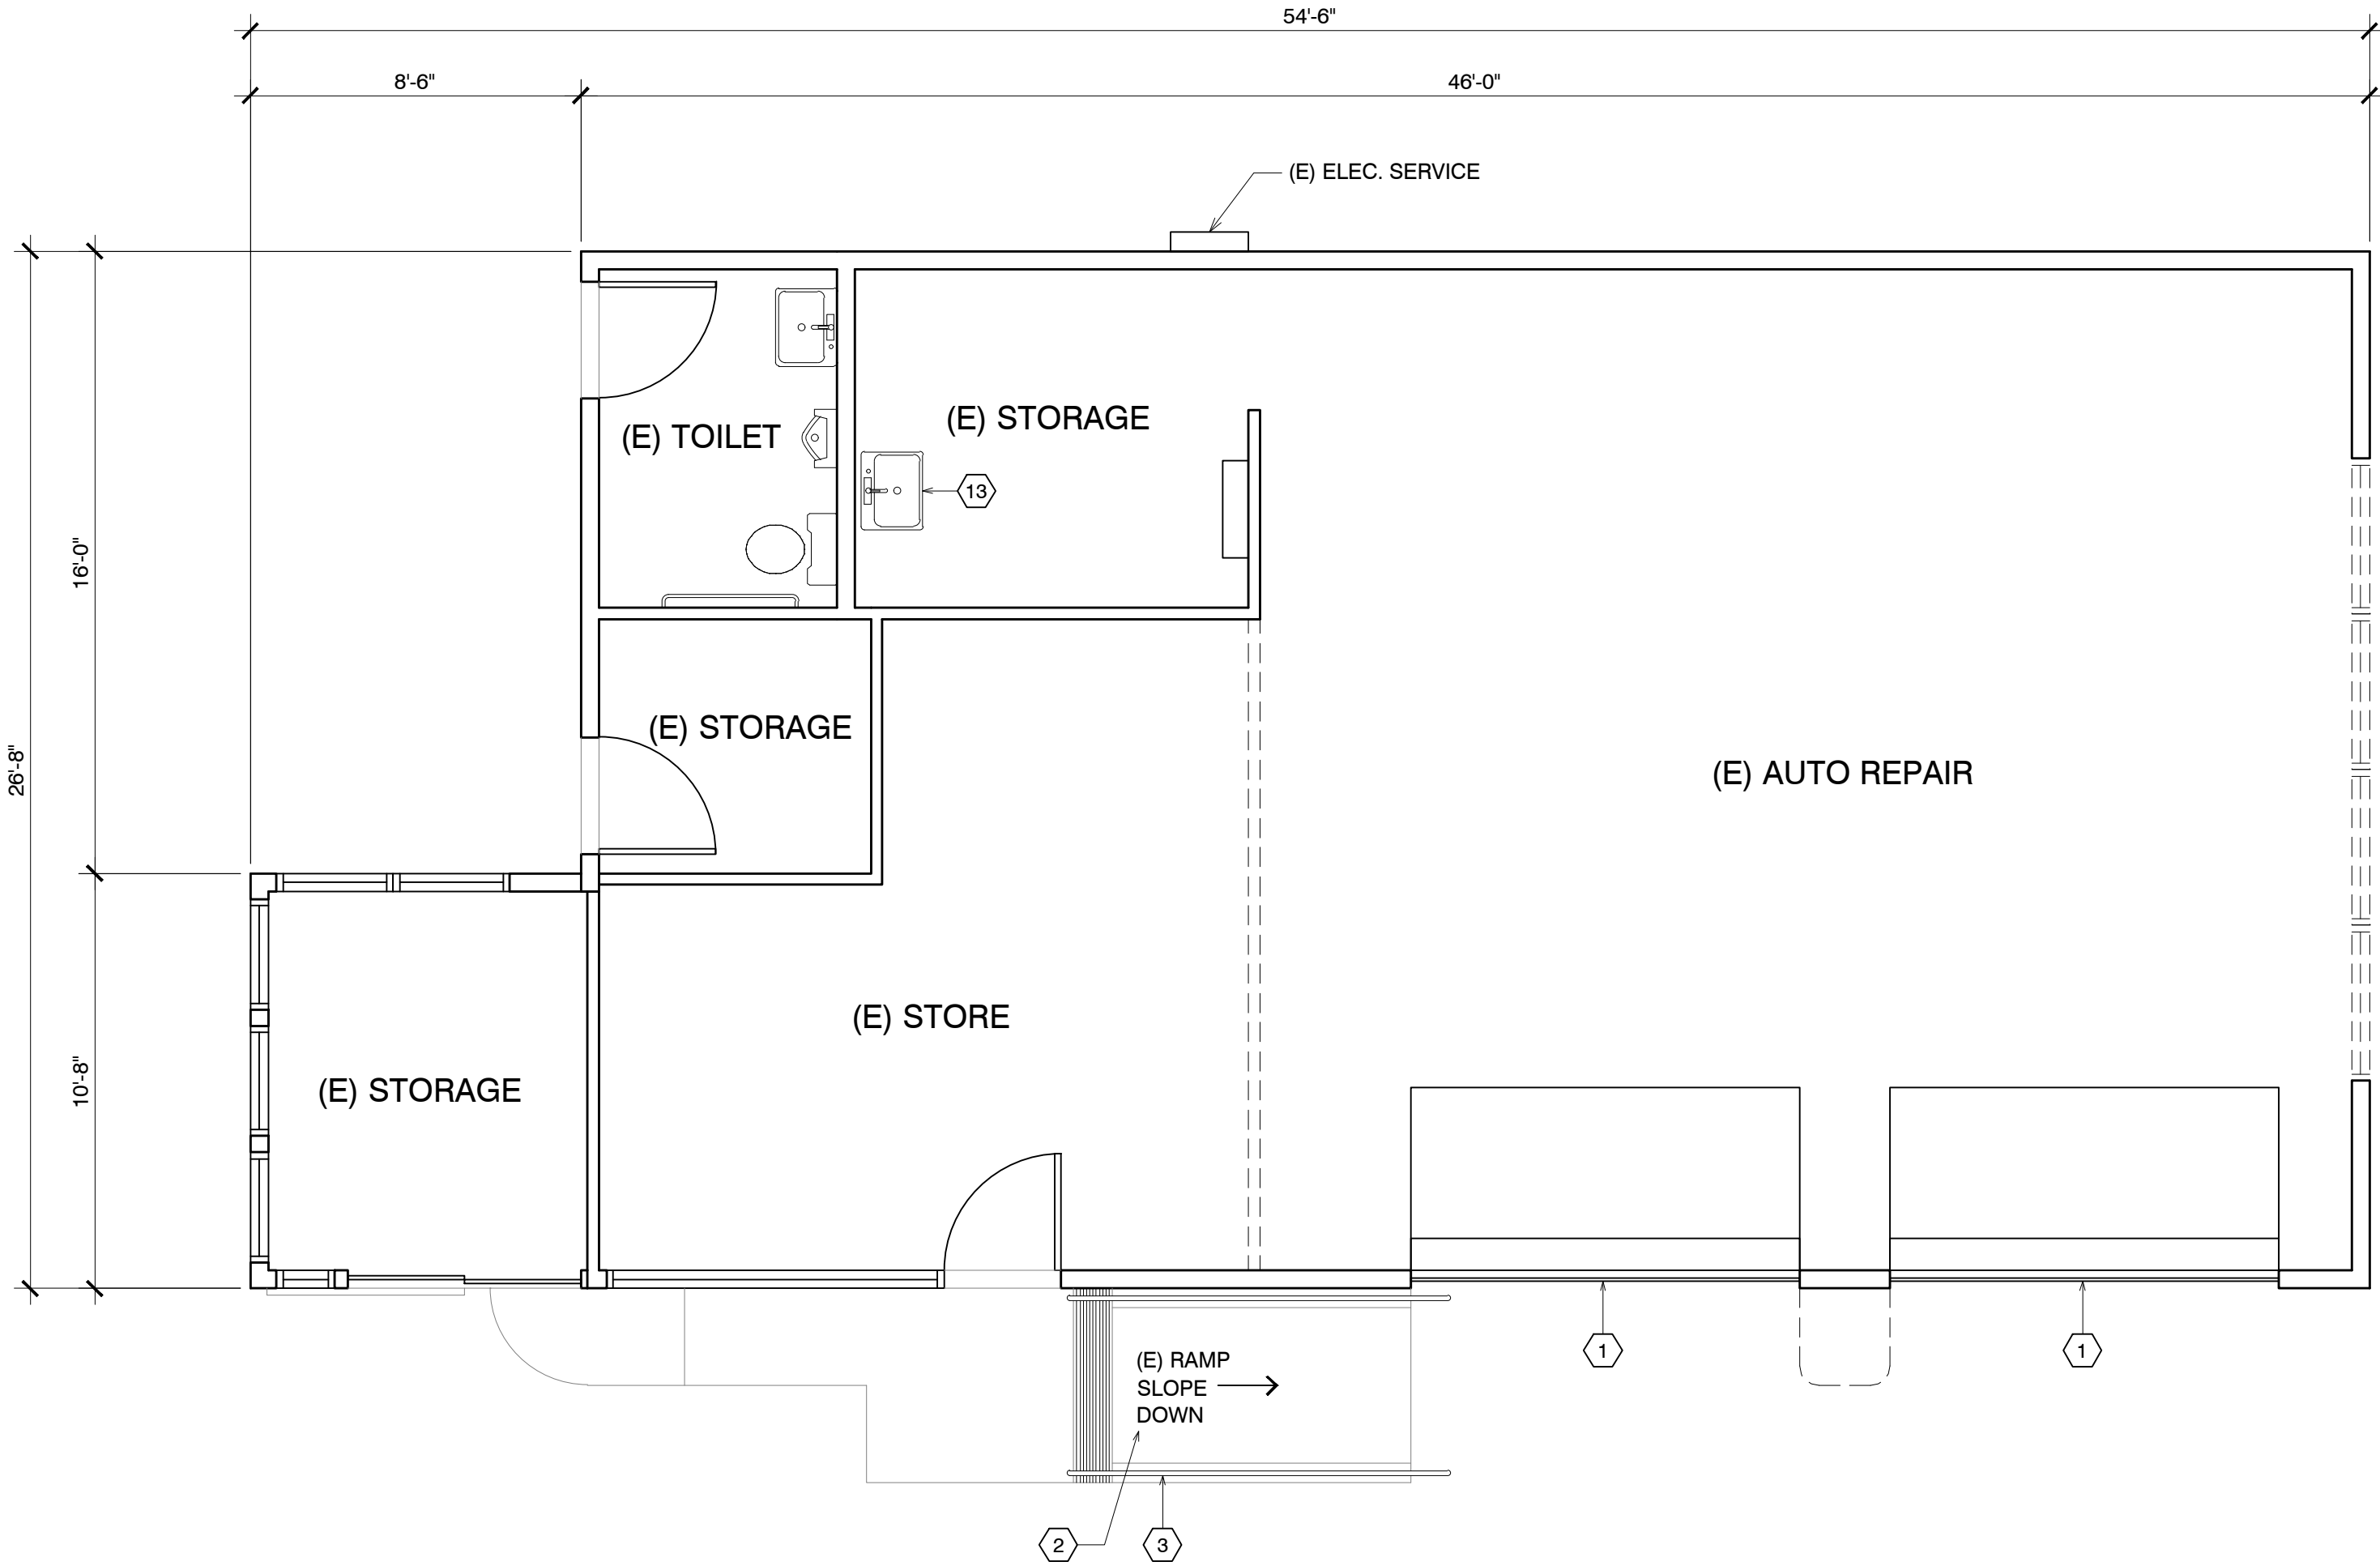 54'-6"
8'-6"
46'-0"
(E) ELEC. SERVICE
(E) TOILET
(E) STORAGE
13
16'-0"
26'-8"
(E) STORAGE
(E) AUTO REPAIR
(E) STORE
10'-8"
(E) STORAGE
1
1
(E) RAMP
SLOPE
DOWN
2
3